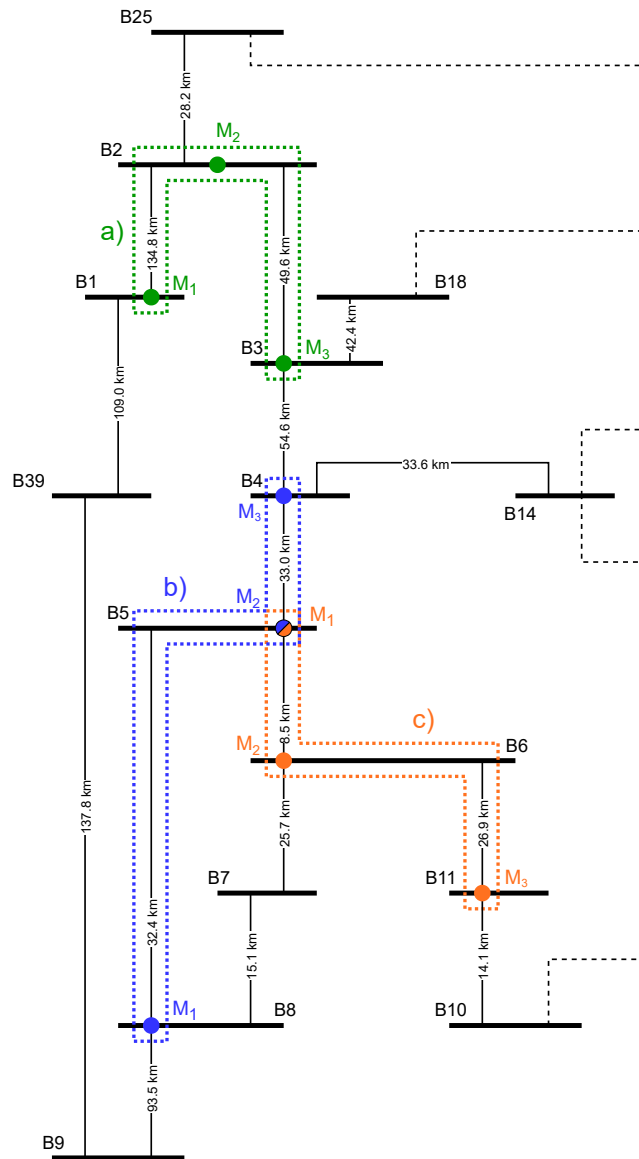 B25
28.2 km
M₂
B2
a)
134.8 km
49.6 km
B1
M₁
B18
B3
M₃
42.4 km
109.0 km
54.6 km
B39
B4
33.6 km
B14
M₃
33.0 km
b)
M₂
B5
M₁
8.5 km
c)
M₂
B6
137.8 km
32.4 km
25.7 km
26.9 km
B7
B11
M₃
15.1 km
14.1 km
M₁
B8
B10
93.5 km
B9